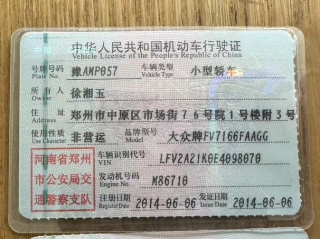 中华人民共和国机动车行驶证
Vehicle License of the People's Republic of China
号牌号码 豫AMP057 车辆类型 小型轿车
Plate No. Vehicle Type
所有人 徐湘玉
Owner
住址 郑州市中原区市场街76号院1号楼附3号
Address
使用性质 非营运 品牌型号 大众牌FV7166FAAGG
Use Character Model
河南省郑州 车辆识别代号 LFV2A21K0E4098070
VIN
市公安局交 发动机号码 M86710
Engine No.
通警察支队 注册日期 2014-06-06 发证日期 2014-06-06
Register Date Issue Date